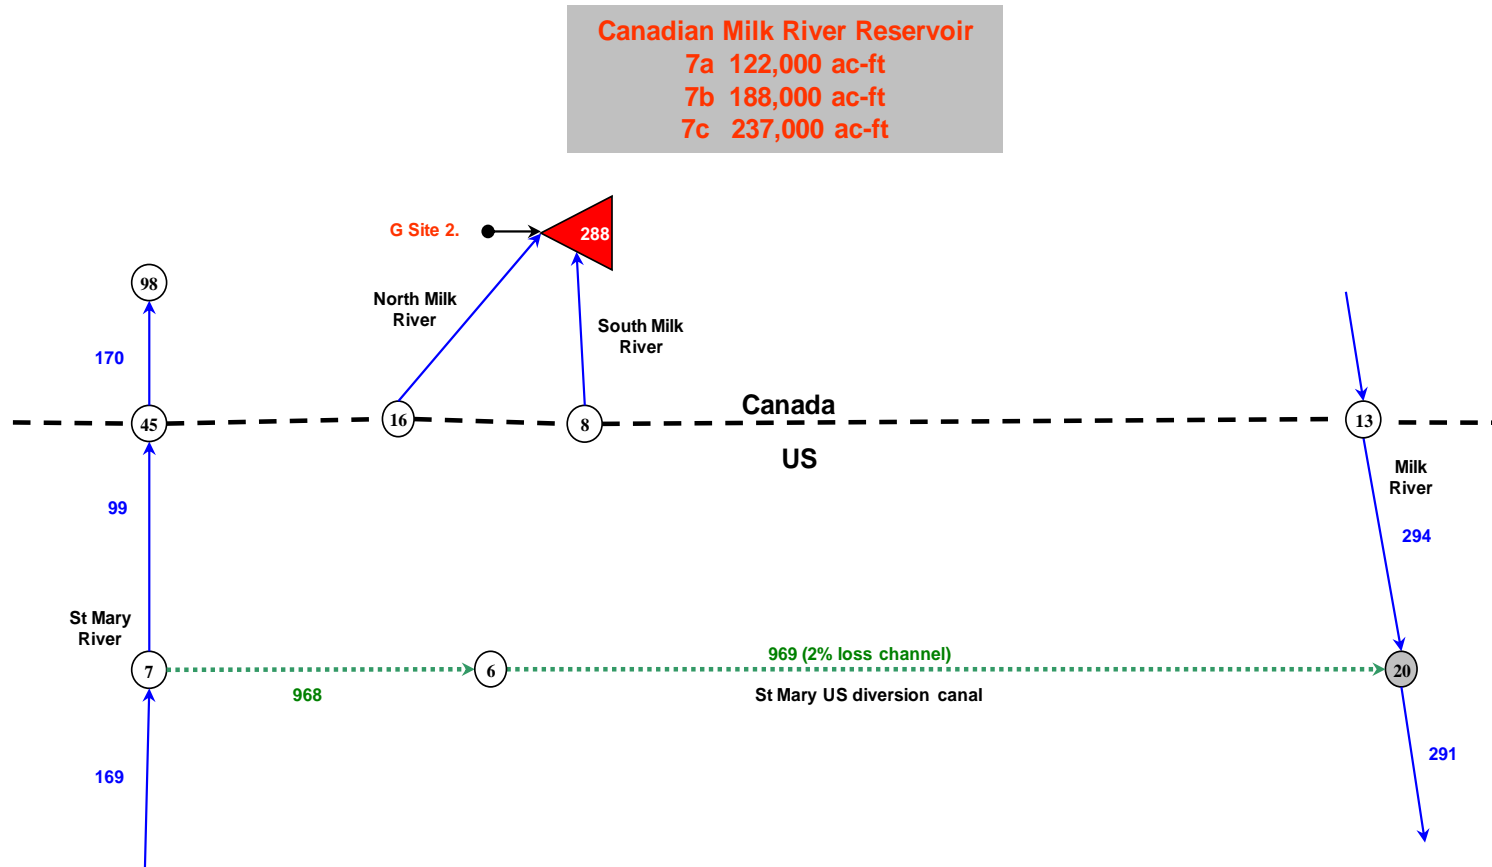 Canadian Milk River Reservoir
7a 122,000 ac-ft
7b 188,000 ac-ft
7c 237,000 ac-ft
G Site 2.
288
98
North Milk
River
South Milk
River
170
45
16
8
Canada
13
US
Milk
River
99
294
St Mary
River
7
6
969 (2% loss channel)
20
968
St Mary US diversion canal
291
169